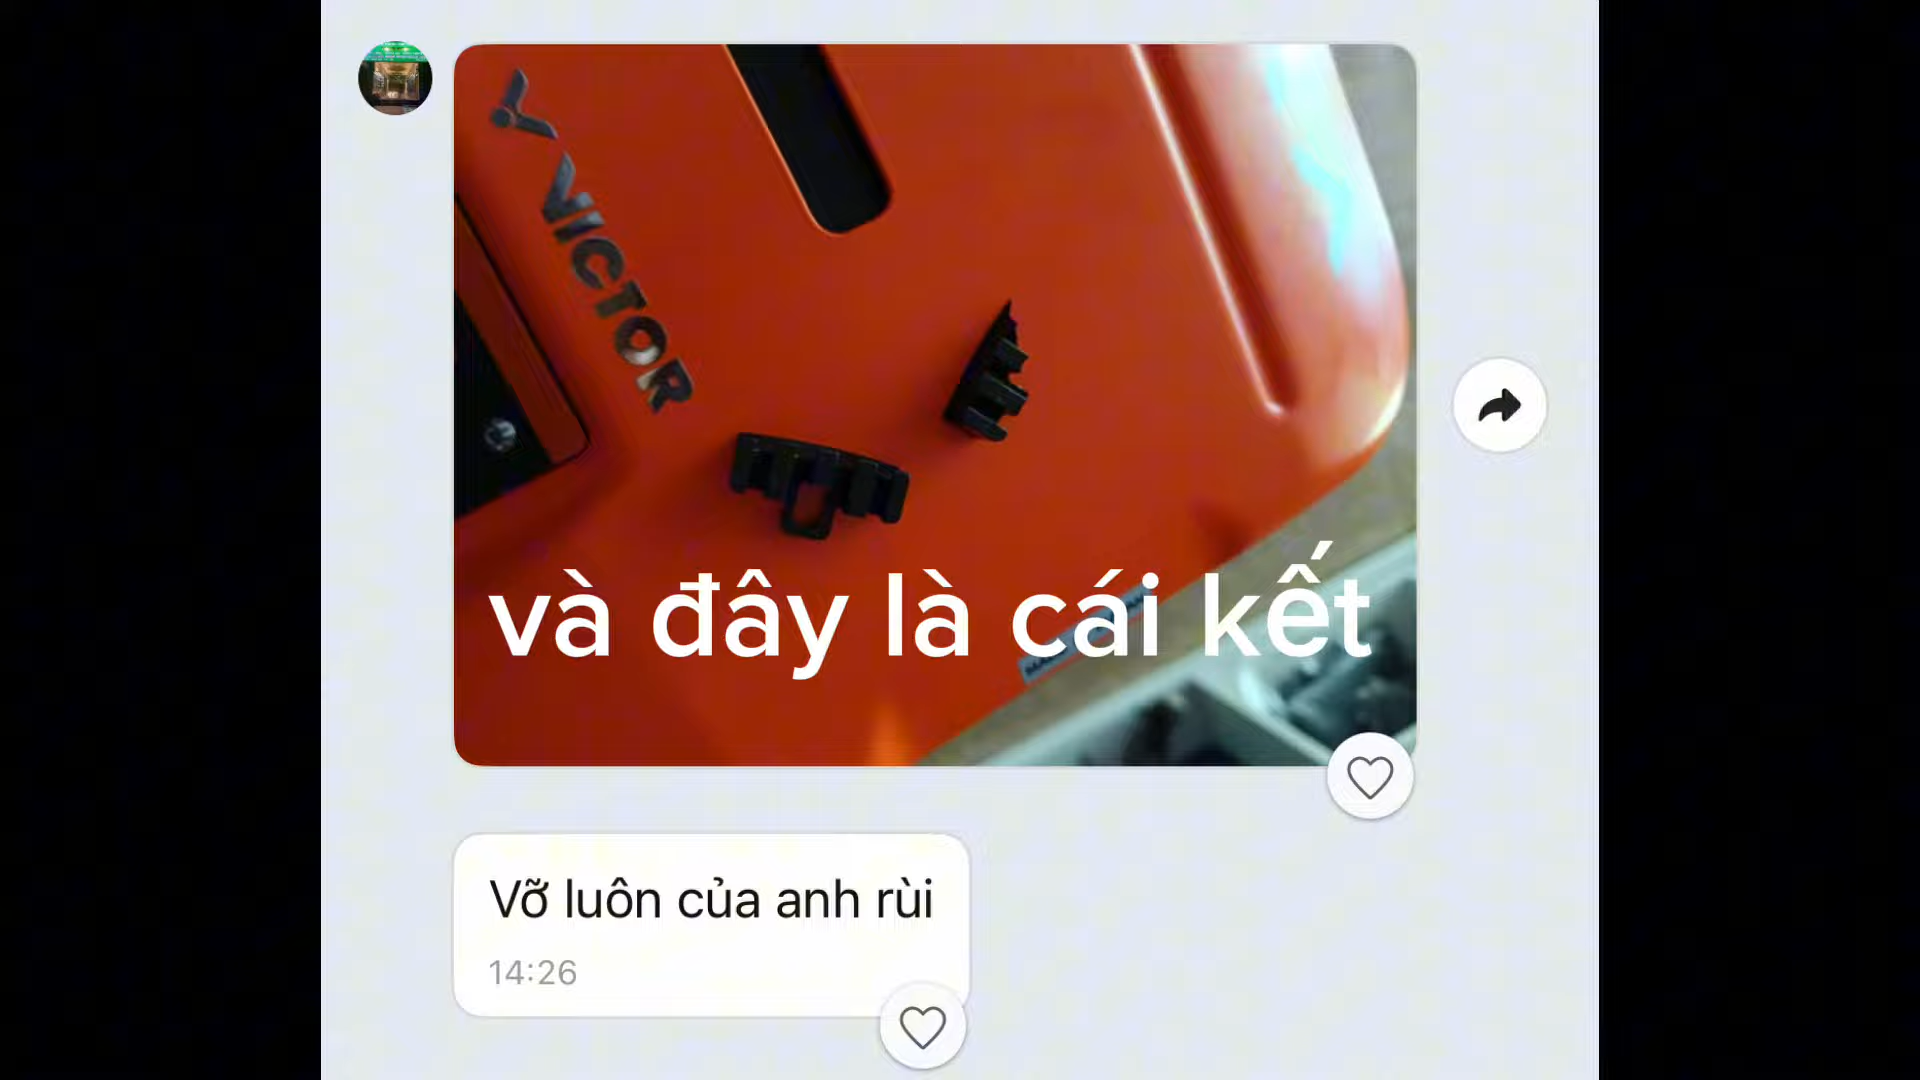 VICTOR
và đây là cái kết
Vỡ luôn của anh rùi
14:26